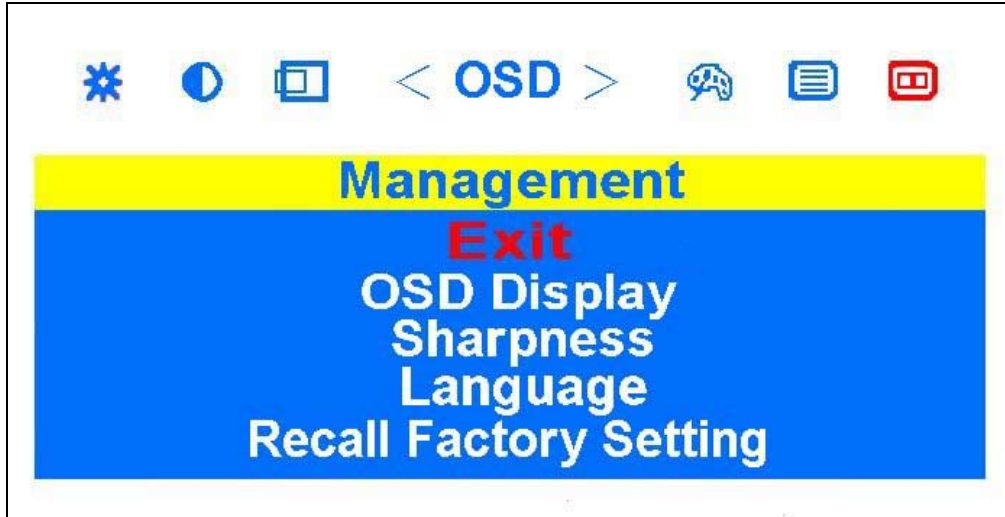 < OSD >
Management
Exit
OSD Display
Sharpness
Language
Recall Factory Setting